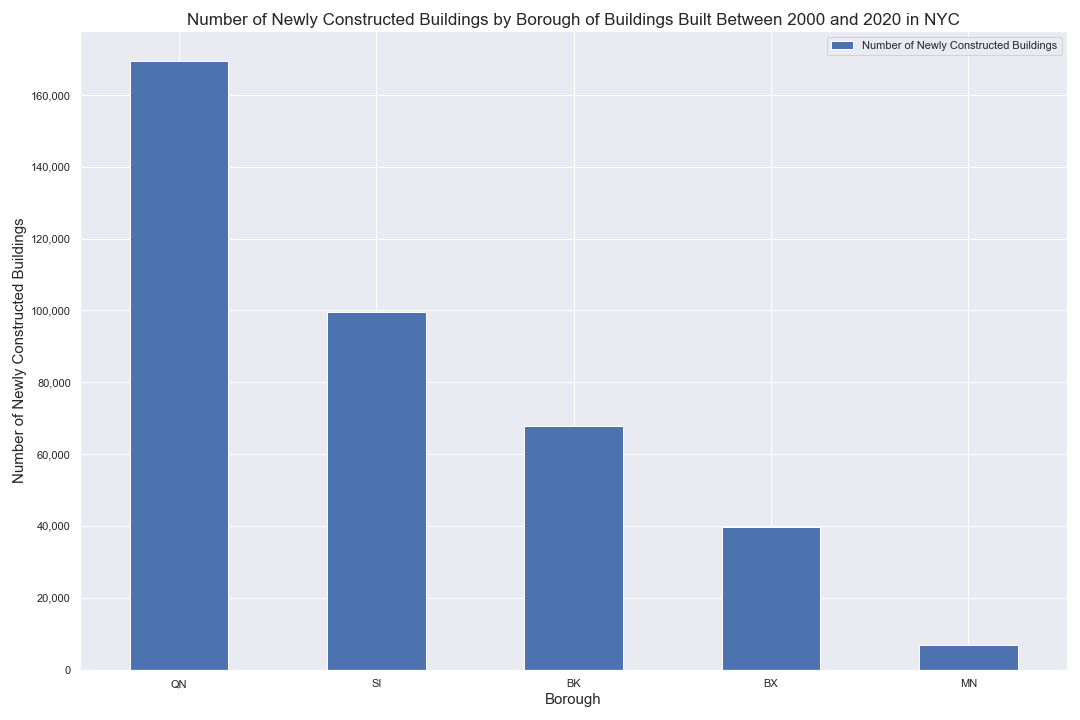 Number of Newly Constructed Buildings by Borough of Buildings Built Between 2000 and 2020 in NYC
Number of Newly Constructed Buildings
Number of Newly Constructed Buildings
160,000
140,000
120,000
100,000
80,000
60,000
40,000
20,000
0
QN SI BK BX MN
Borough